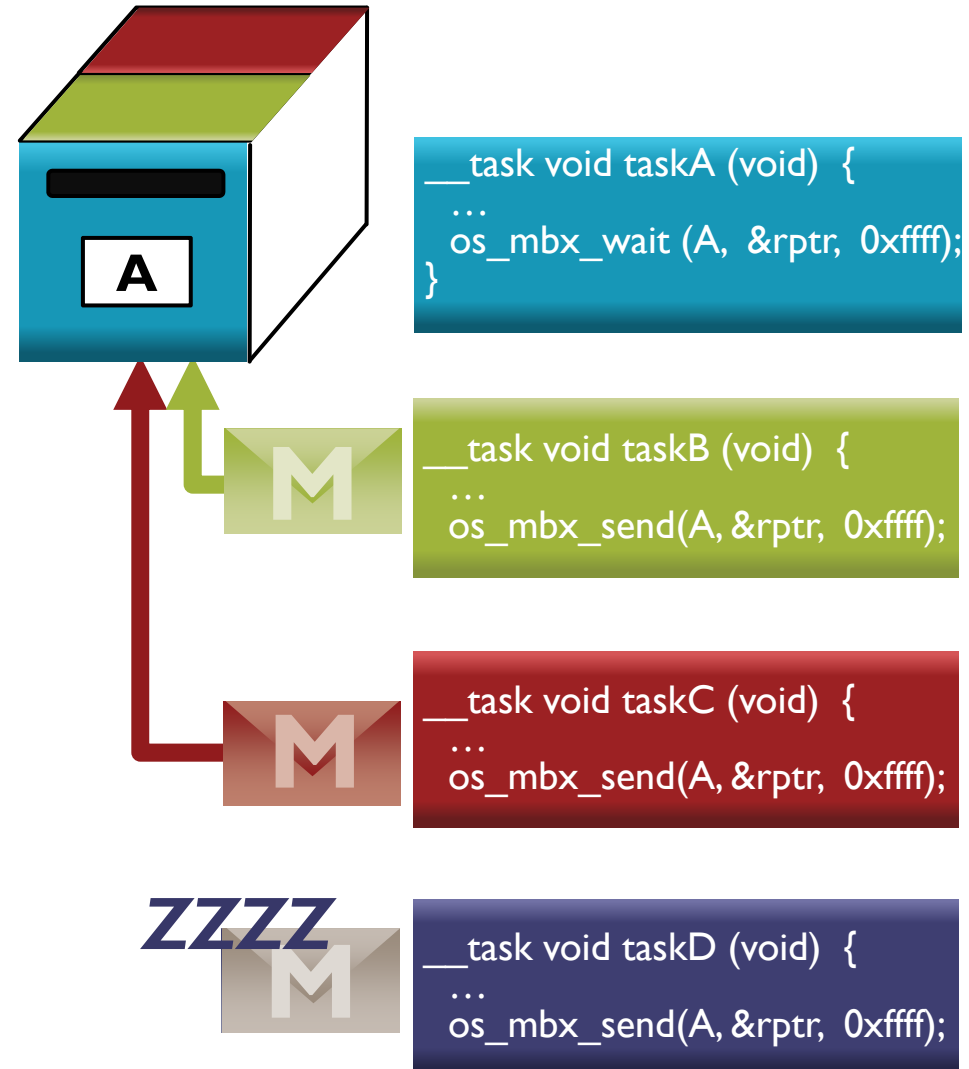 A
__task void taskA (void) {
...
os_mbx_wait (A, &rptr, 0xffff);
}
M
__task void taskB (void) {
...
os_mbx_send(A, &rptr, 0xffff);
M
__task void taskC (void) {
...
os_mbx_send(A, &rptr, 0xffff);
ZZZZ
M
__task void taskD (void) {
...
os_mbx_send(A, &rptr, 0xffff);